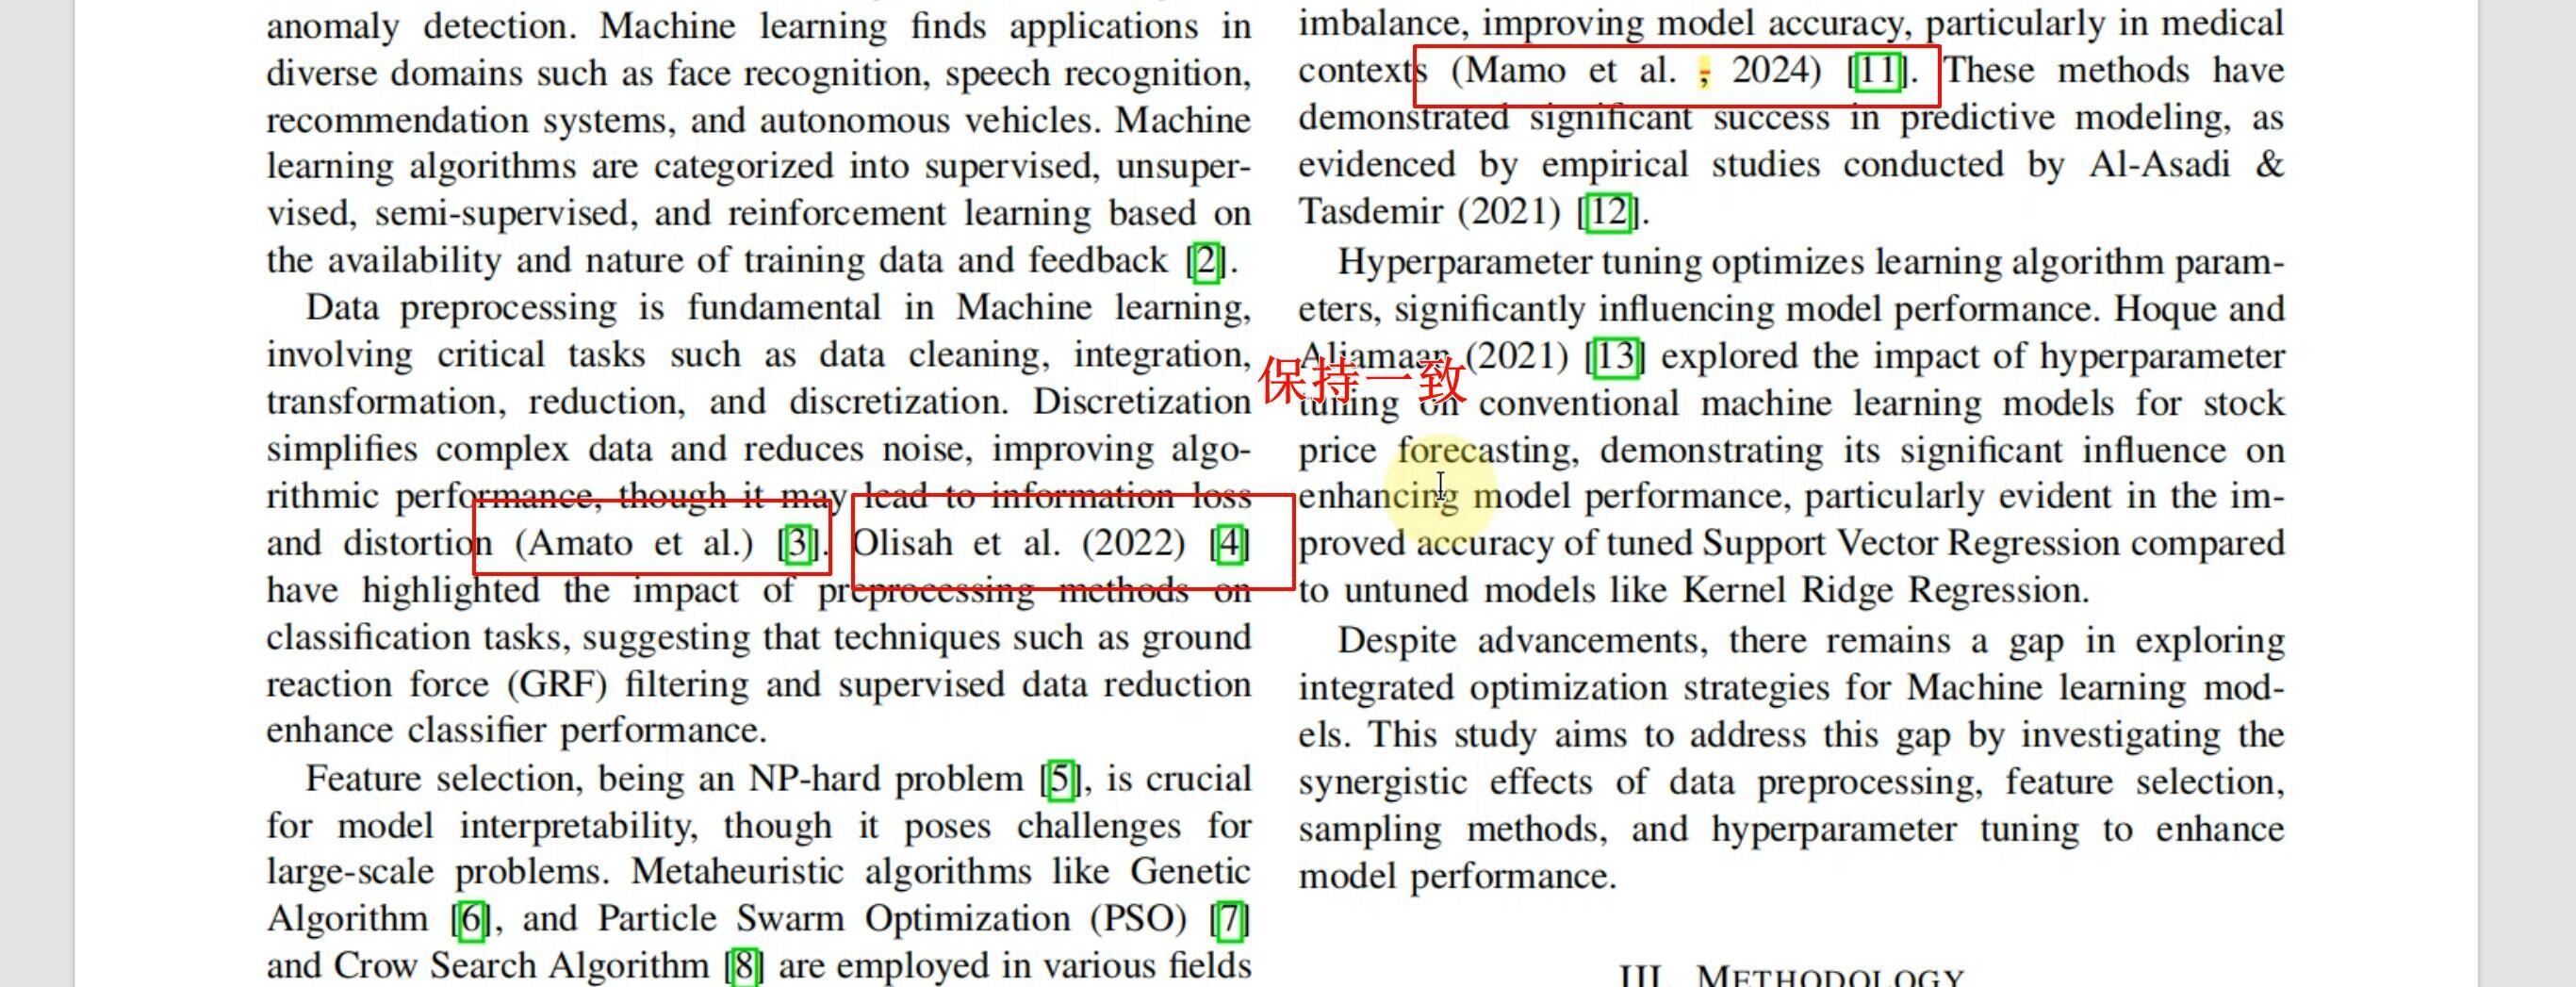 anomaly detection. Machine learning finds applications in
diverse domains such as face recognition, speech recognition,
recommendation systems, and autonomous vehicles. Machine
learning algorithms are categorized into supervised, unsuper-
vised, semi-supervised, and reinforcement learning based on
the availability and nature of training data and feedback [2].
Data preprocessing is fundamental in Machine learning,
involving critical tasks such as data cleaning, integration,
transformation, reduction, and discretization. Discretization
simplifies complex data and reduces noise, improving algo-
rithmic performance, though it may lead to information loss
and distortion (Amato et al.) [3]. Olisah et al. (2022) [4]
have highlighted the impact of preprocessing methods on
classification tasks, suggesting that techniques such as ground
reaction force (GRF) filtering and supervised data reduction
enhance classifier performance.
Feature selection, being an NP-hard problem [5], is crucial
for model interpretability, though it poses challenges for
large-scale problems. Metaheuristic algorithms like Genetic
Algorithm [6], and Particle Swarm Optimization (PSO) [7]
and Crow Search Algorithm [8] are employed in various fields
imbalance, improving model accuracy, particularly in medical
contexts (Mamo et al. ; 2024) [11]. These methods have
demonstrated significant success in predictive modeling, as
evidenced by empirical studies conducted by Al-Asadi &
Tasdemir (2021) [12].
Hyperparameter tuning optimizes learning algorithm param-
eters, significantly influencing model performance. Hoque and
Aljamaan (2021) [13] explored the impact of hyperparameter
保持一致
tuning on conventional machine learning models for stock
price forecasting, demonstrating its significant influence on
enhancing model performance, particularly evident in the im-
proved accuracy of tuned Support Vector Regression compared
to untuned models like Kernel Ridge Regression.
Despite advancements, there remains a gap in exploring
integrated optimization strategies for Machine learning mod-
els. This study aims to address this gap by investigating the
synergistic effects of data preprocessing, feature selection,
sampling methods, and hyperparameter tuning to enhance
model performance.
III. METHODOLOGY